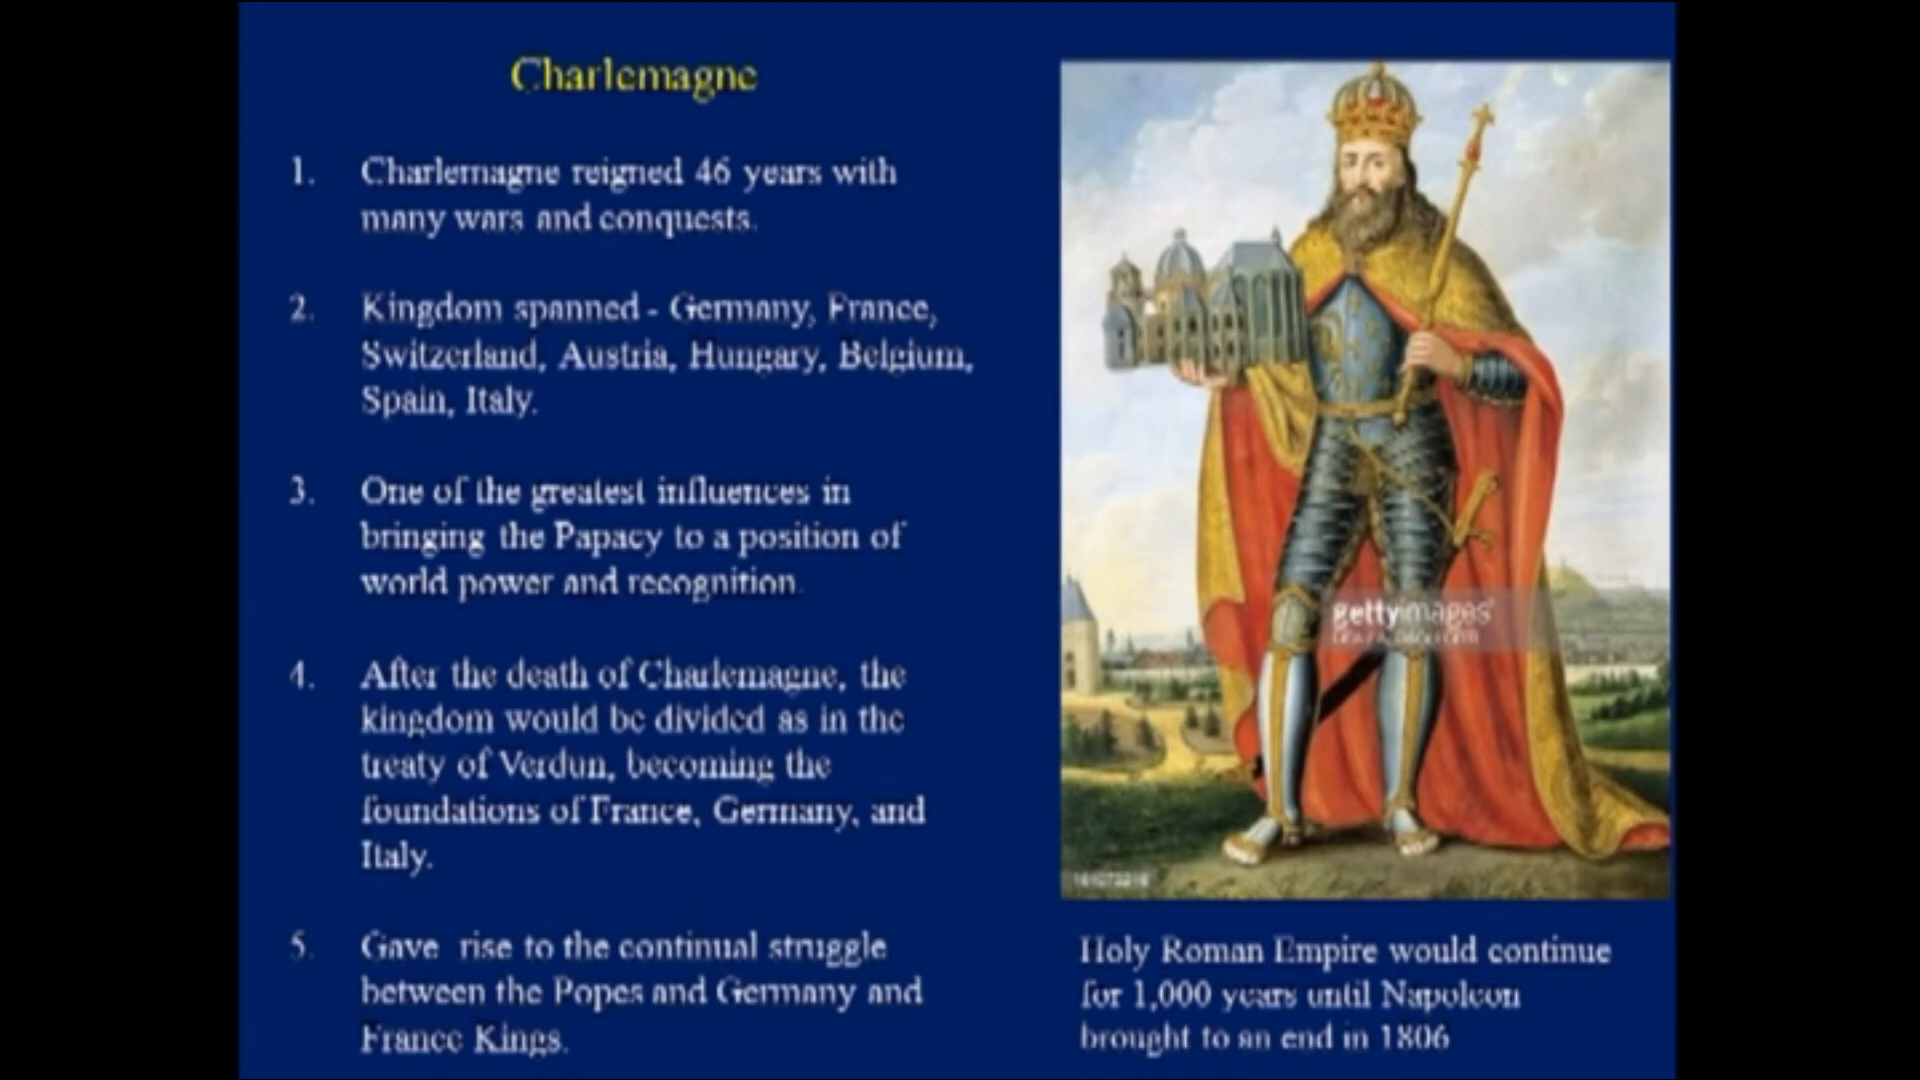 Charlemagne
1. Charlemagne reigned 46 years with
many wars and conquests.
2. Kingdom spanned - Germany, France,
Switzerland, Austria, Hungary, Belgium,
Spain, Italy.
3. One of the greatest influences in
bringing the Papacy to a position of
world power and recognition.
4. After the death of Charlemagne, the
kingdom would be divided as in the
treaty of Verdun, becoming the
foundations of France, Germany, and
Italy.
5. Gave rise to the continual struggle
between the Popes and Germany and
France Kings.
gettyimages
Holy Roman Empire would continue
for 1,000 years until Napoleon
brought to an end in 1806